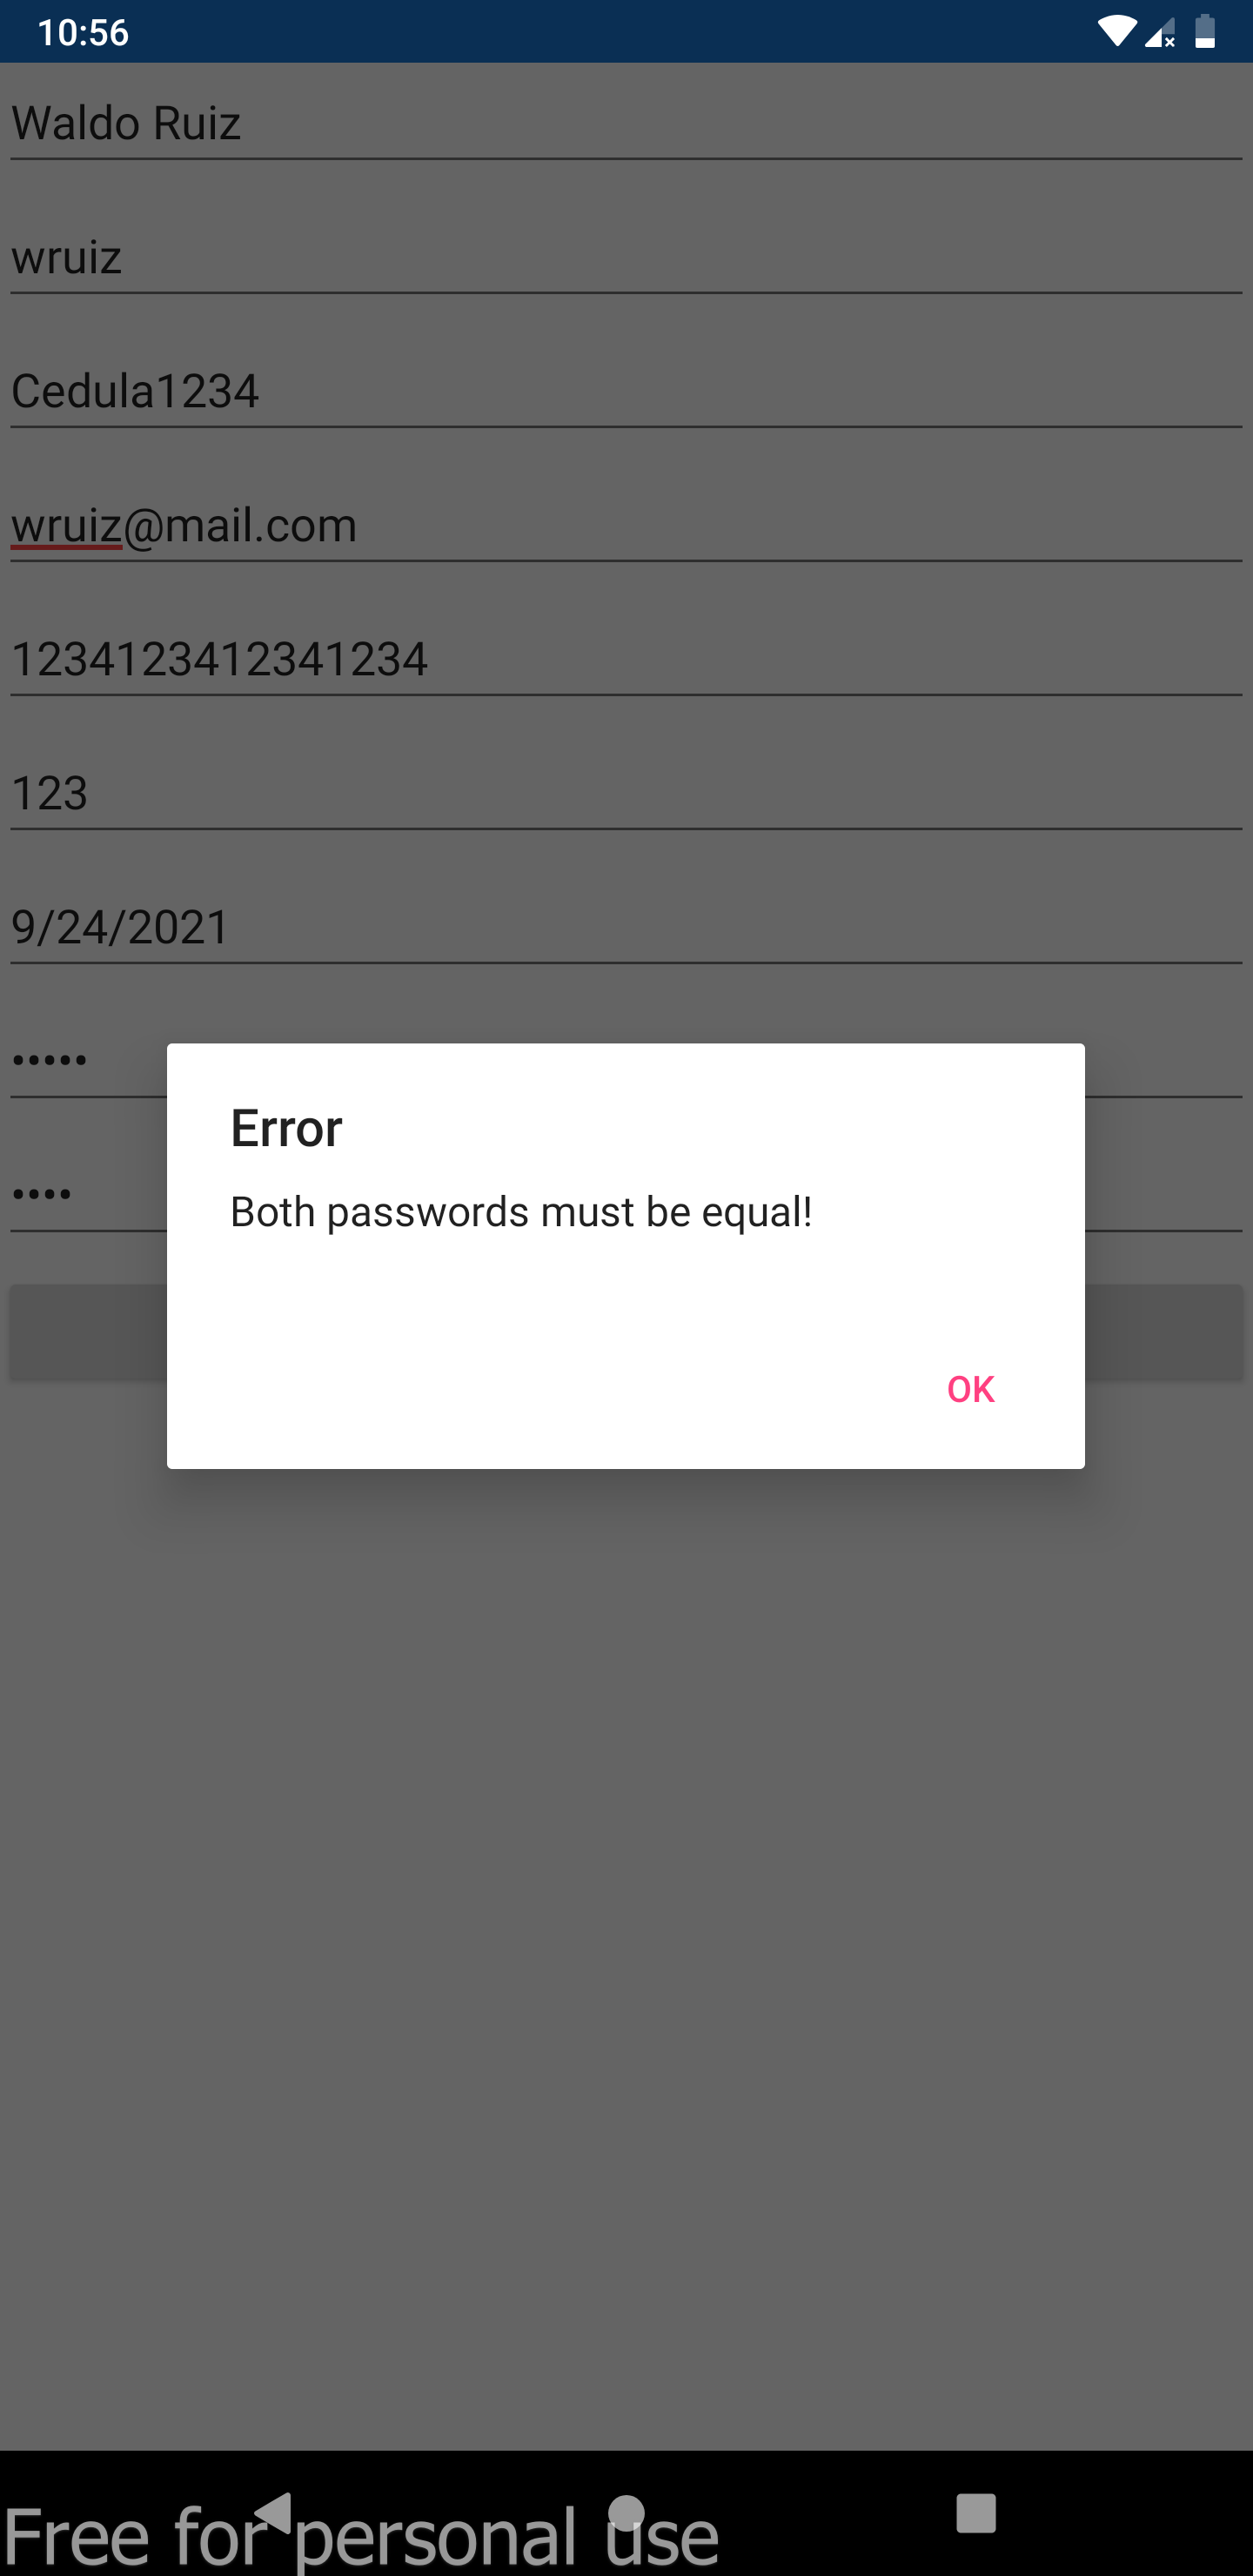 10:56
Waldo Ruiz
wruiz
Cedula1234
wruiz@mail.com
1234123412341234
123
9/24/2021
•••••
••••
Error
Both passwords must be equal!
OK
Free for personal use